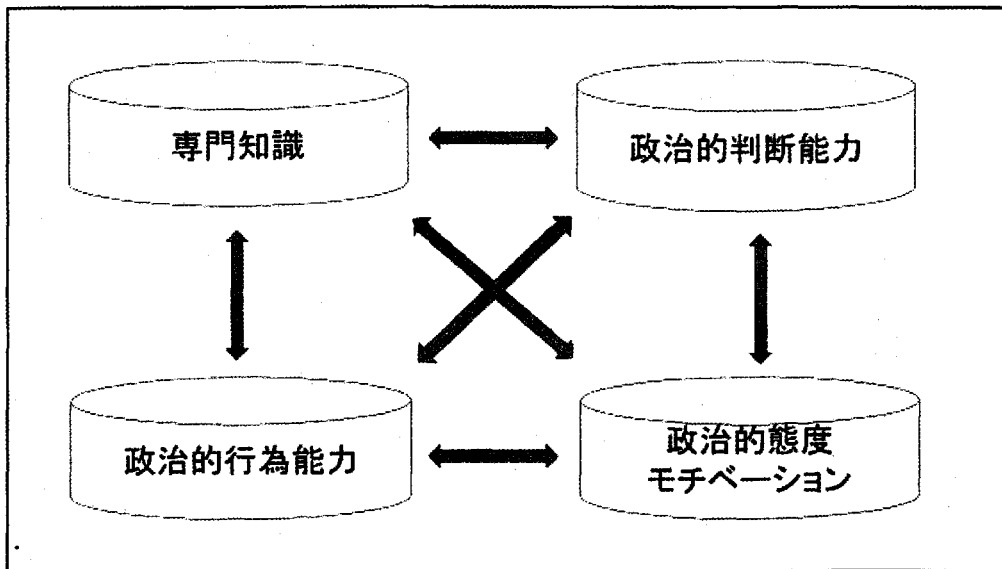 専門知識
政治的判断能力
政治的行為能力
政治的態度
モチベーション